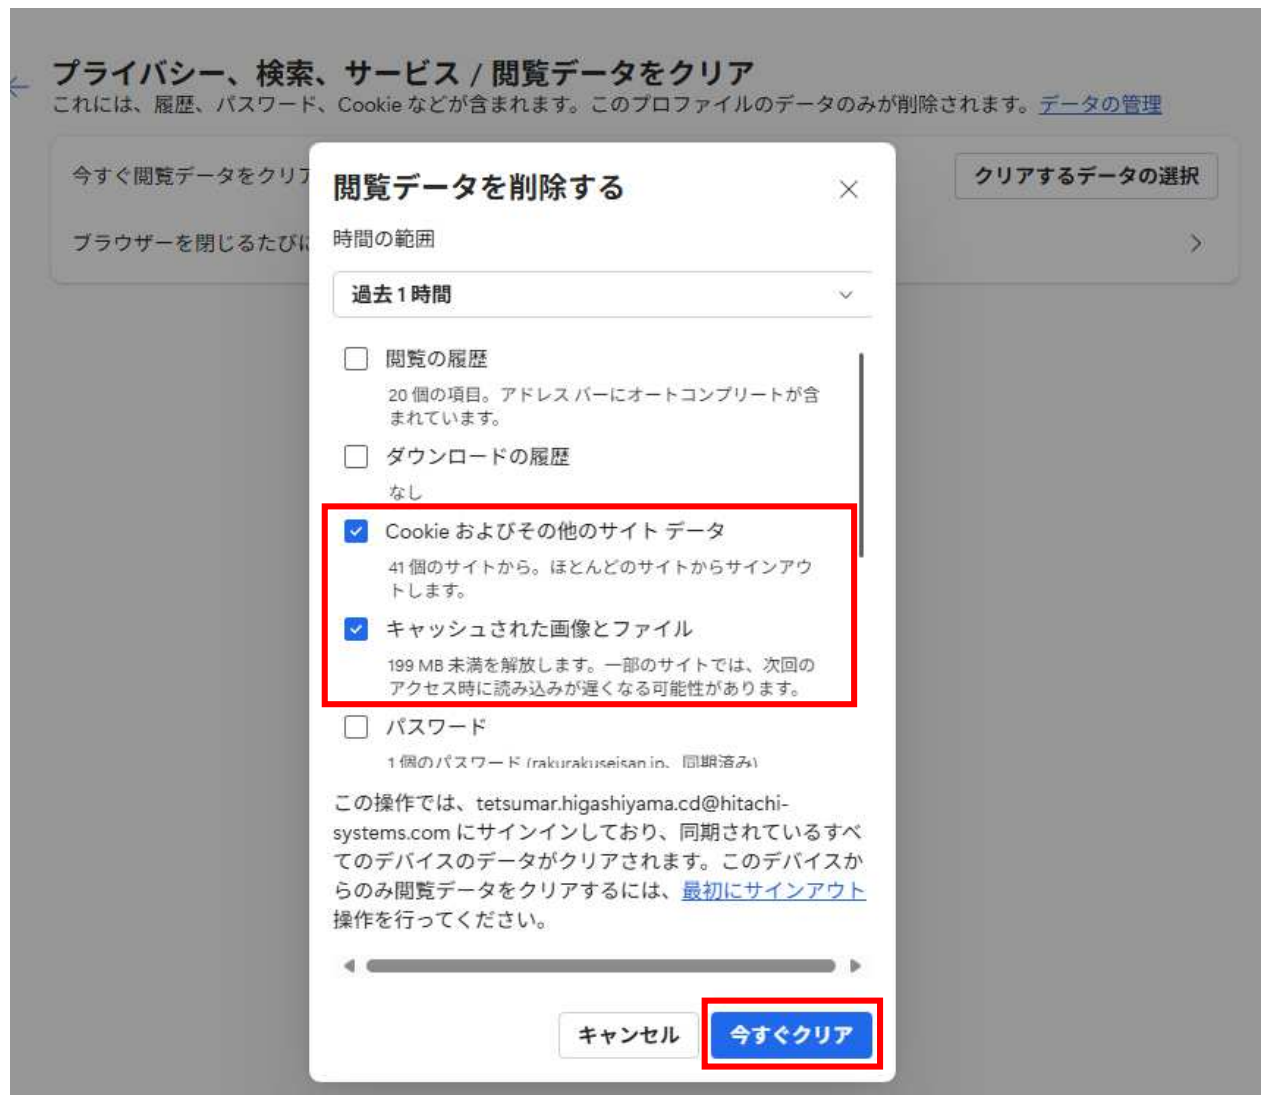 プライバシー、検索、サービス / 閲覧データをクリア
これには、履歴、パスワード、Cookie などが含まれます。このプロファイルのデータのみが削除されます。データの管理
今すぐ閲覧データをクリア
クリアするデータの選択
ブラウザーを閉じるたびに
閲覧データを削除する
時間の範囲
過去1時間
閲覧の履歴
20 個の項目。アドレス バーにオートコンプリートが含
まれています。
ダウンロードの履歴
なし
Cookie およびその他のサイト データ
41 個のサイトから。ほとんどのサイトからサインアウ
トします。
キャッシュされた画像とファイル
199 MB 未満を解放します。一部のサイトでは、次回の
アクセス時に読み込みが遅くなる可能性があります。
パスワード
1 個のパスワード (rakurakuseisan.jp、同期済み)
この操作では、tetsumar.higashiyama.cd@hitachi-
systems.com にサインインしており、同期されているすべ
てのデバイスのデータがクリアされます。このデバイスか
らのみ閲覧データをクリアするには、最初にサインアウト
操作を行ってください。
キャンセル
今すぐクリア